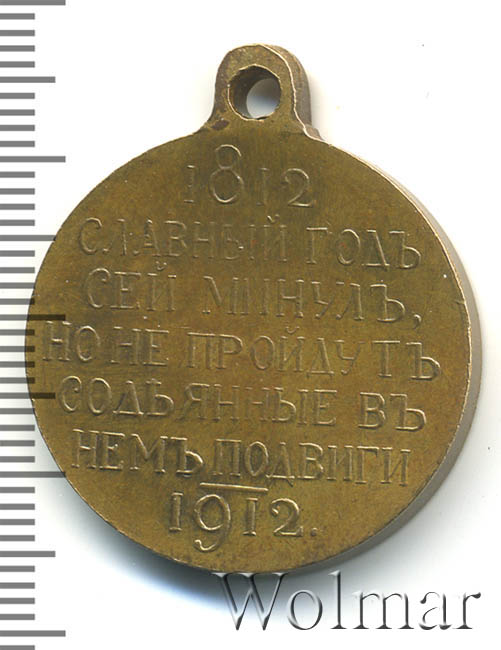 1812
СЛАВНЫЙ ГОДЪ
СЕЙ МИНУЛЪ,
НО НЕ ПРОЙДУТЪ
СОДѢЯННЫЕ ВЪ
НЕМЪ ПОДВИГИ
1912.
Wolmar